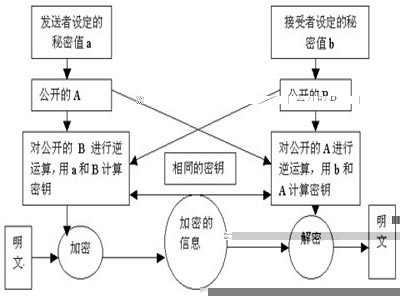 发送者设定的
秘密值 a
接受者设定的秘
密值 b
公开的 A
公开的
对公开的 B 进行逆
运算，用 a 和 B 计算
密钥
相同的密钥
对公开的 A 进行
逆运算，用 b 和
A 计算密钥
明
文
加密
加密的
信息
解密
明
文